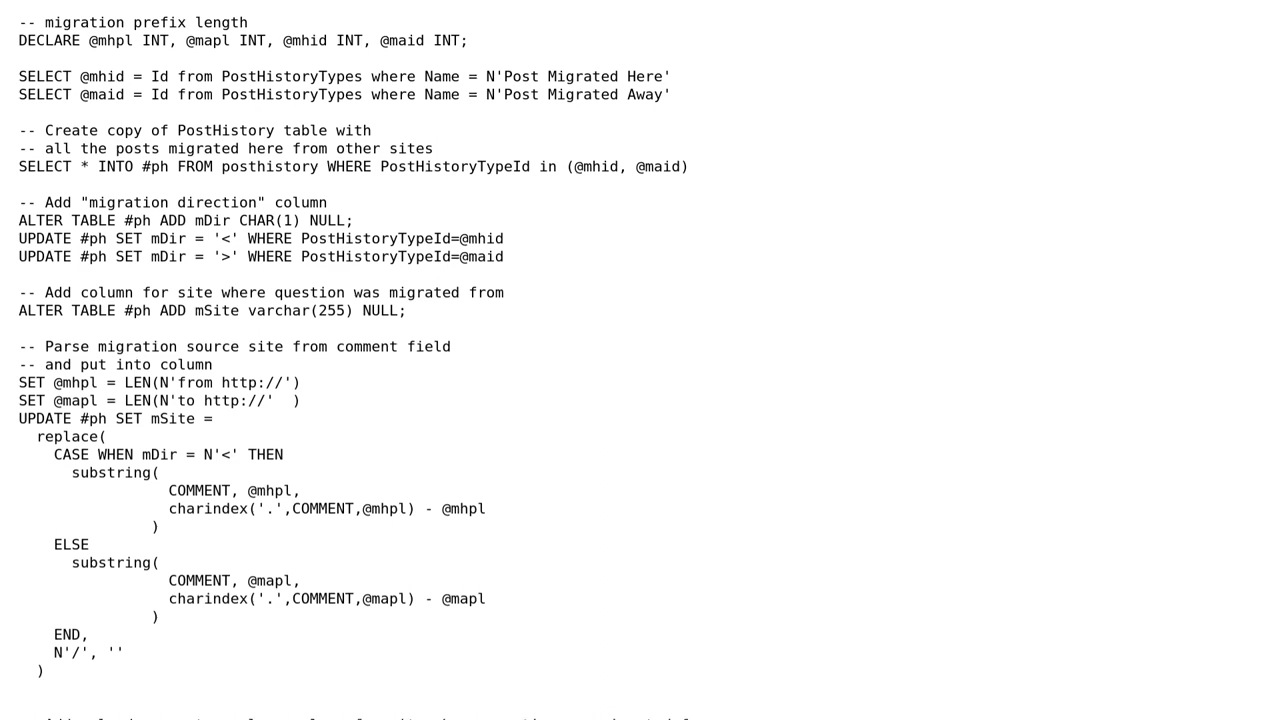 -- migration prefix length
DECLARE @mhpl INT, @mapl INT, @mhid INT, @maid INT;
SELECT @mhid = Id from PostHistoryTypes where Name = N'Post Migrated Here'
SELECT @maid = Id from PostHistoryTypes where Name = N'Post Migrated Away'
-- Create copy of PostHistory table with
-- all the posts migrated here from other sites
SELECT * INTO #ph FROM posthistory WHERE PostHistoryTypeId in (@mhid, @maid)
-- Add "migration direction" column
ALTER TABLE #ph ADD mDir CHAR(1) NULL;
UPDATE #ph SET mDir = '<' WHERE PostHistoryTypeId=@mhid
UPDATE #ph SET mDir = '>' WHERE PostHistoryTypeId=@maid
-- Add column for site where question was migrated from
ALTER TABLE #ph ADD mSite varchar(255) NULL;
-- Parse migration source site from comment field
-- and put into column
SET @mhpl = LEN(N'from http://')
SET @mapl = LEN(N'to http://'  )
UPDATE #ph SET mSite =
  replace(
    CASE WHEN mDir = N'<' THEN
      substring(
                 COMMENT, @mhpl,
                 charindex('.',COMMENT,@mhpl) - @mhpl
               )
    ELSE
      substring(
                 COMMENT, @mapl,
                 charindex('.',COMMENT,@mapl) - @mapl
               )
    END,
    N'/', ''
  )